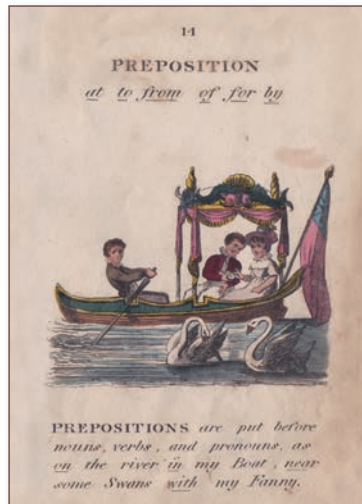 14
PREPOSITION
at to from of for by
PREPOSITIONS are put before
nouns, verbs, and pronouns, as
on the river in my Boat, near
some Swans with my Fanny.